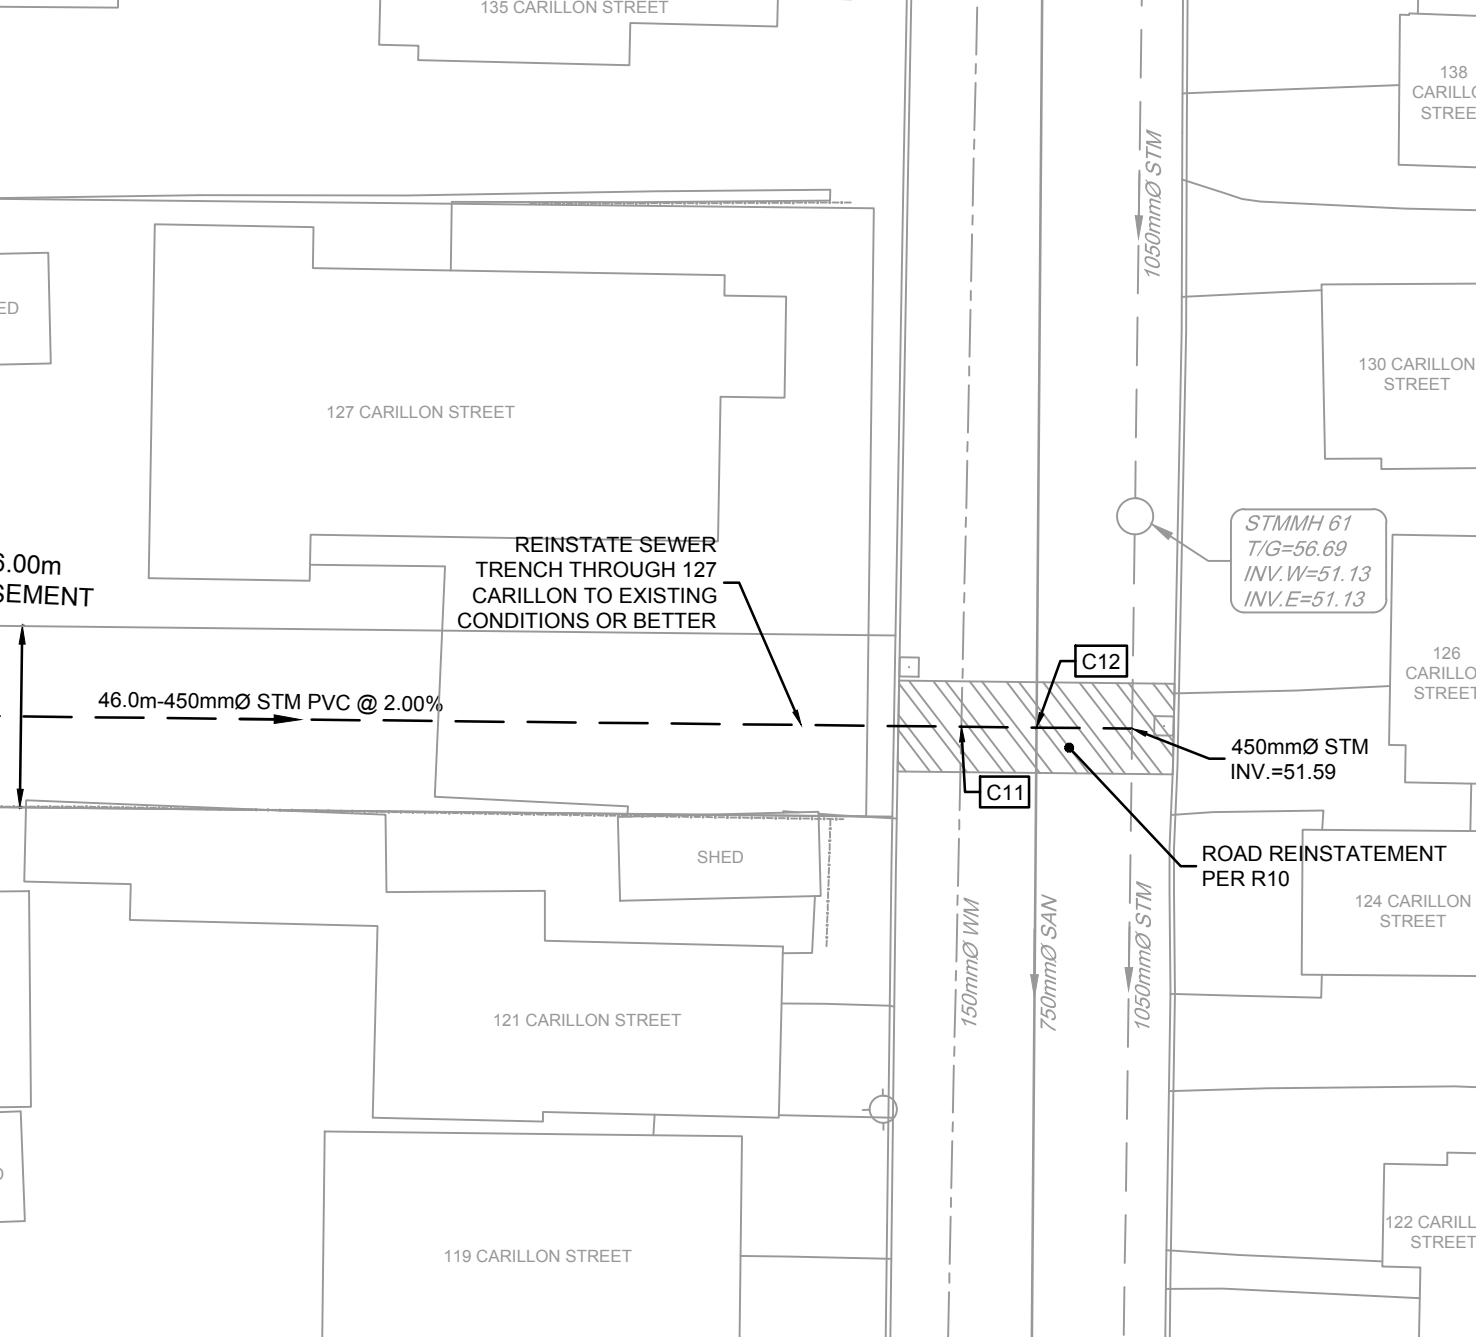 135 CARILLON STREET
138
STREE
1050mmØ STM
127 CARILLON STREET
130 CARILLON
STREET
STMMH 61
T/G=56.69
INV.W=51.13
INV.E=51.13
REINSTATE SEWER
TRENCH THROUGH 127
CARILLON TO EXISTING
CONDITIONS OR BETTER
6.00m
SEMENT
46.0m-450mmØ STM PVC @ 2.00%
C12
C11
126
CARILLO
STREET
450mmØ STM
INV.=51.59
ROAD REINSTATEMENT
PER R10
SHED
124 CARILLON
STREET
150mmØ WM
750mmØ SAN
1050mmØ STM
121 CARILLON STREET
119 CARILLON STREET
122 CARILL
STREET